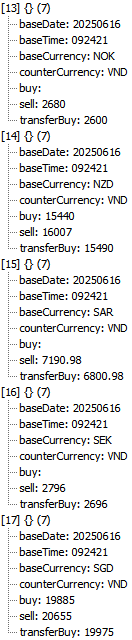 [13] {} (7)
baseDate: 20250616
baseTime: 092421
baseCurrency: NOK
counterCurrency: VND
buy:
sell: 2680
transferBuy: 2600
[14] {} (7)
baseDate: 20250616
baseTime: 092421
baseCurrency: NZD
counterCurrency: VND
buy: 15440
sell: 16007
transferBuy: 15490
[15] {} (7)
baseDate: 20250616
baseTime: 092421
baseCurrency: SAR
counterCurrency: VND
buy:
sell: 7190.98
transferBuy: 6800.98
[16] {} (7)
baseDate: 20250616
baseTime: 092421
baseCurrency: SEK
counterCurrency: VND
buy:
sell: 2796
transferBuy: 2696
[17] {} (7)
baseDate: 20250616
baseTime: 092421
baseCurrency: SGD
counterCurrency: VND
buy: 19885
sell: 20655
transferBuy: 19975